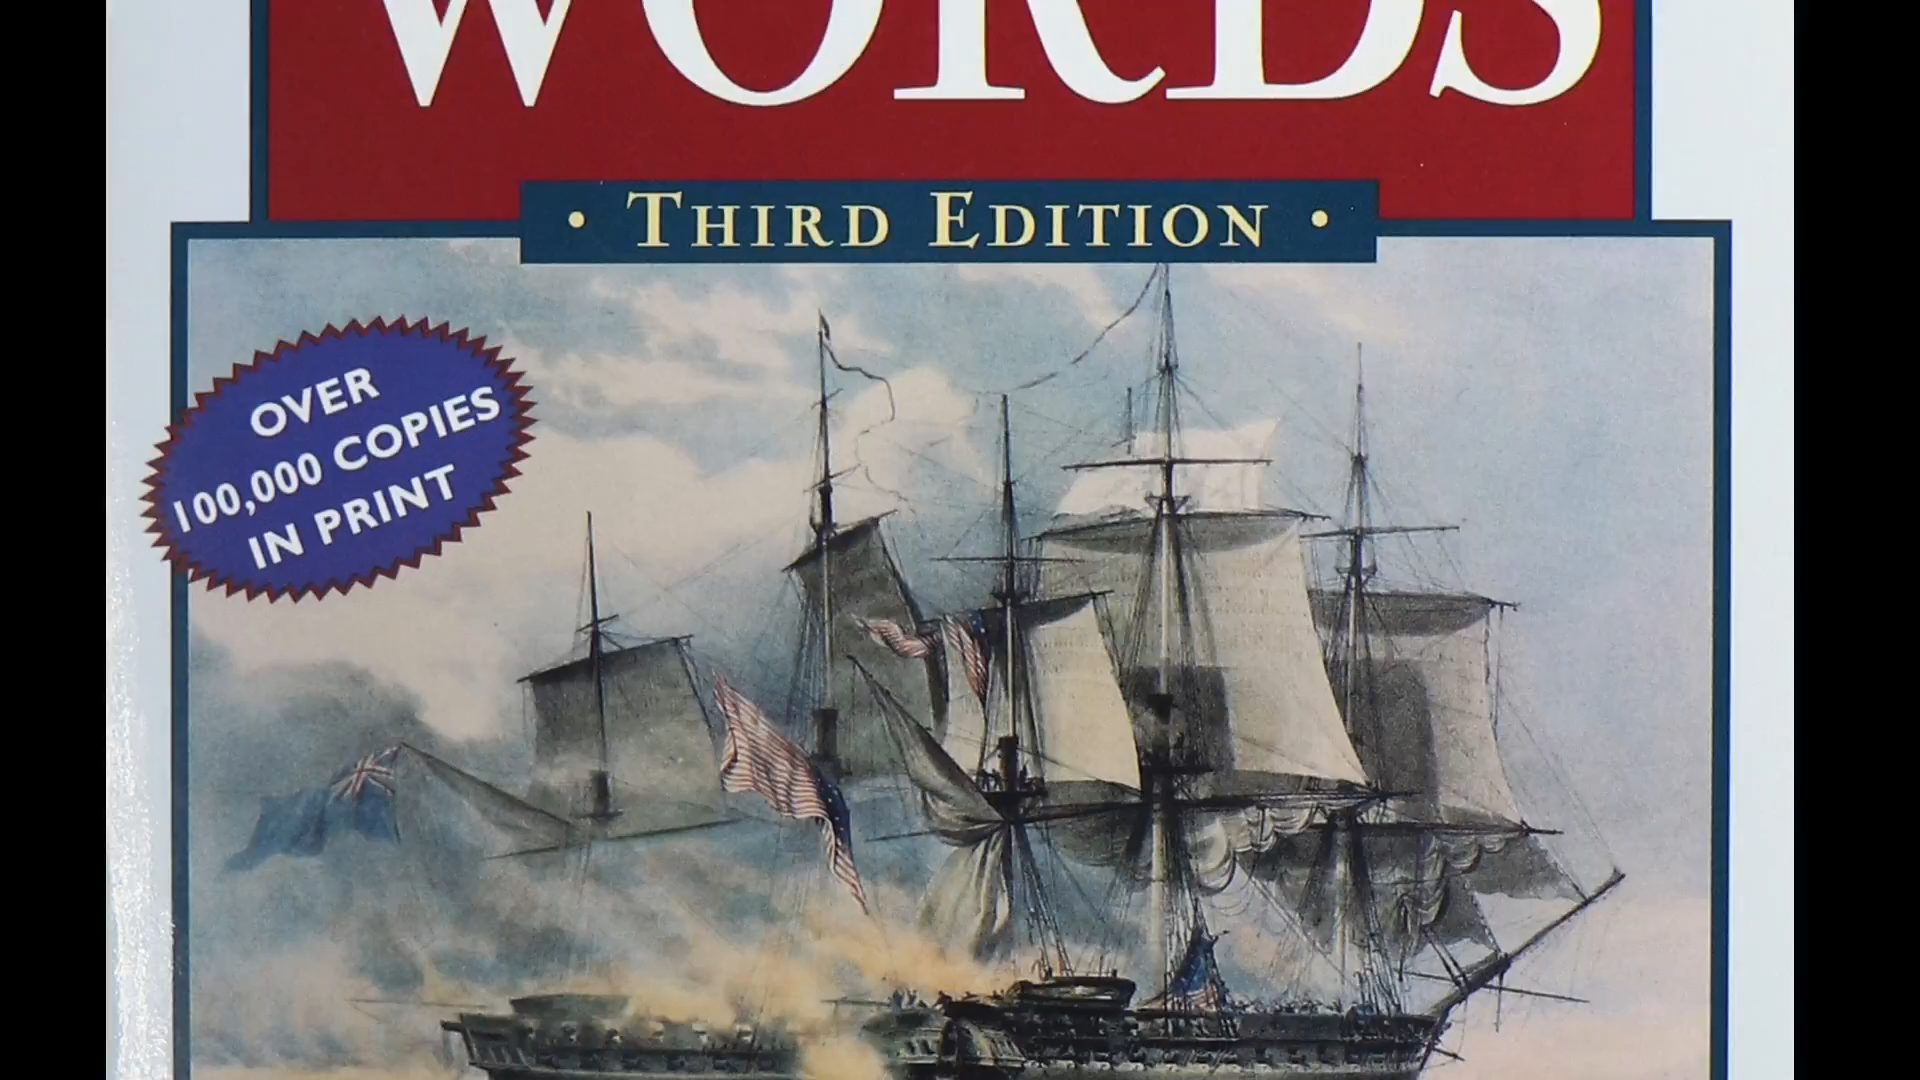 WORDS
· THIRD EDITION ·
OVER
100,000 COPIES
IN PRINT